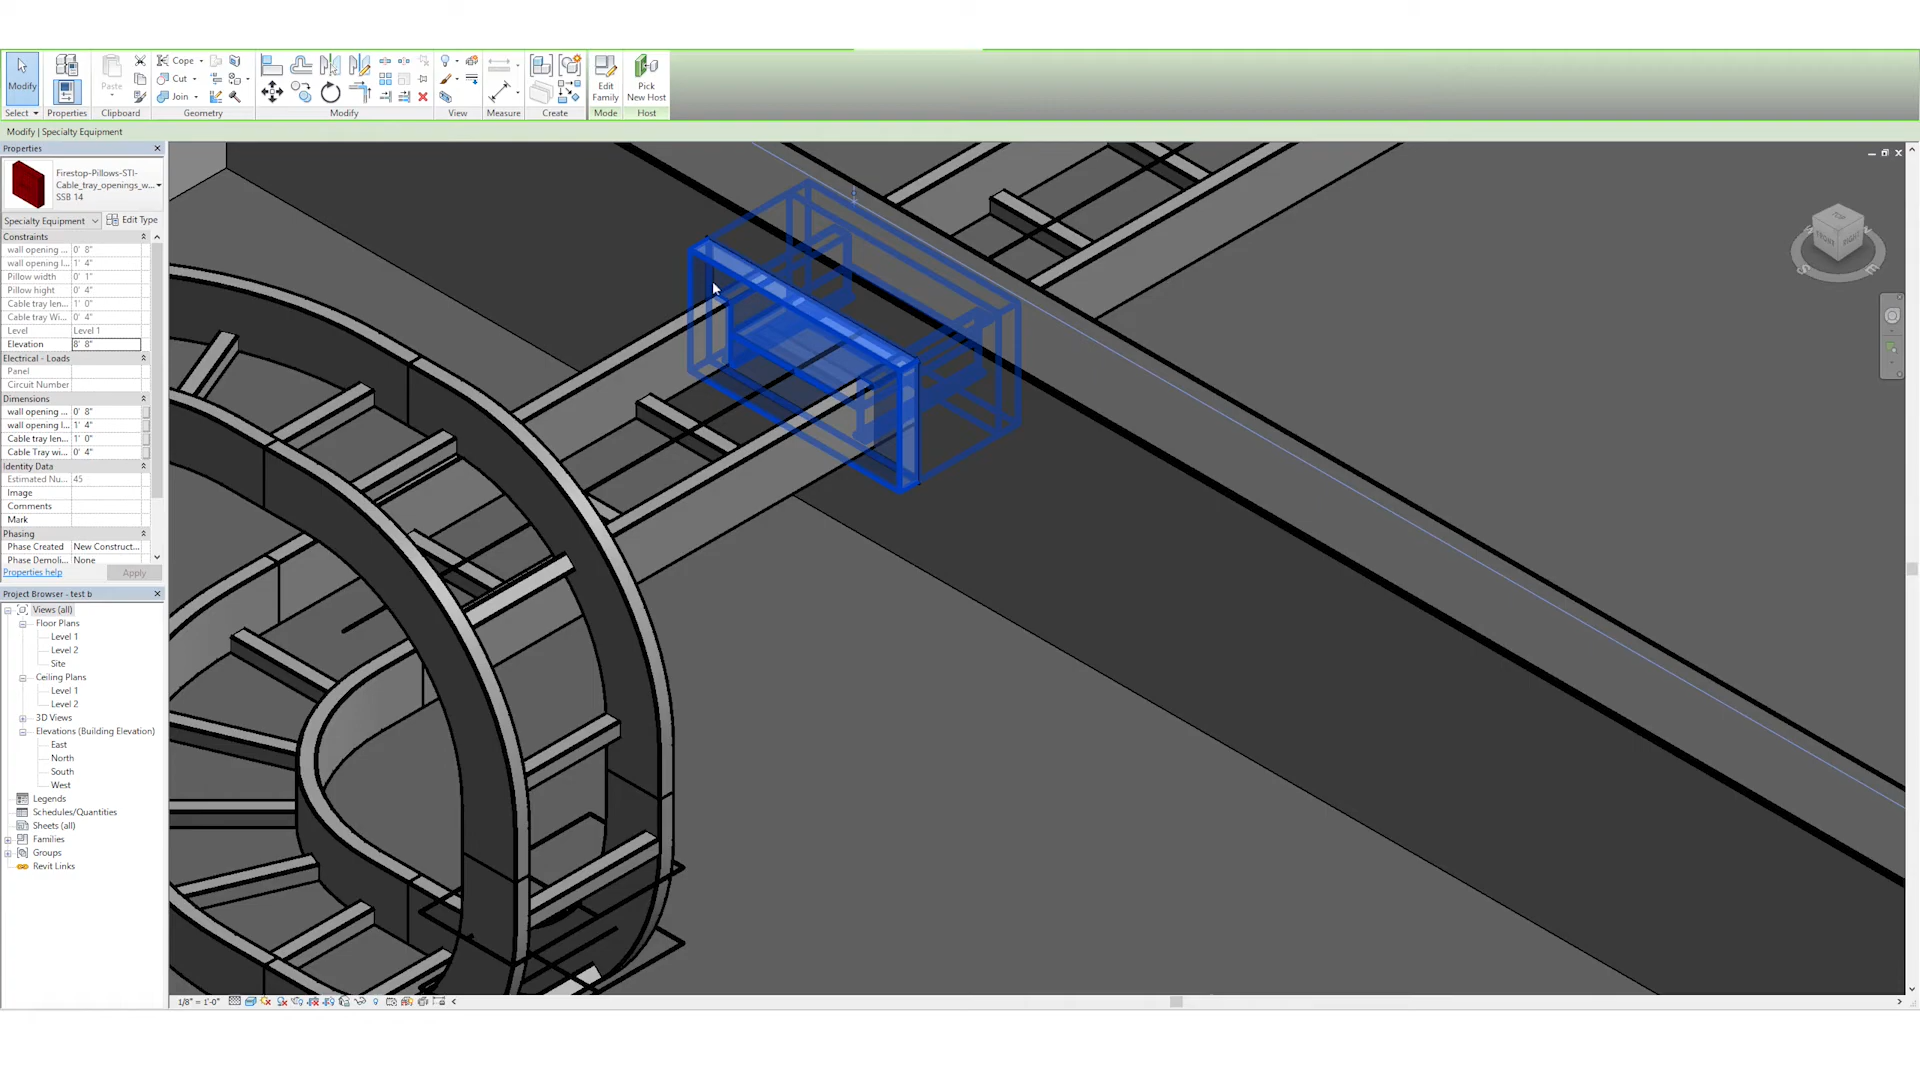 Modify
Select
Properties
Paste
Clipboard
Cope
Cut
Join
Geometry
Modify
View
Measure
Create
Edit
Family
Mode
Pick
New Host
Host
Modify | Specialty Equipment
Properties
Firestop-Pillows-STI-
Cable_tray_openings_w...
SSB 14
Specialty Equipment
Edit Type
Constraints
wall opening ... 0' 8"
wall opening l... 1' 4"
Pillow width 0' 1"
Pillow hight 0' 4"
Cable tray len... 1' 0"
Cable tray Wi... 0' 4"
Level Level 1
Elevation 8' 8"
Electrical - Loads
Panel
Circuit Number
Dimensions
wall opening ... 0' 8"
wall opening l... 1' 4"
Cable tray len... 1' 0"
Cable Tray wi... 0' 4"
Identity Data
Estimated Nu... 45
Image
Comments
Mark
Phasing
Phase Created New Construct...
Phase Demoli... None
Properties help
Apply
Project Browser - test b
Views (all)
Floor Plans
Level 1
Level 2
Site
Ceiling Plans
Level 1
Level 2
3D Views
Elevations (Building Elevation)
East
North
South
West
Legends
Schedules/Quantities
Sheets (all)
Families
Groups
Revit Links
TOP
FRONT
RIGHT
S
E
1/8" = 1'-0"